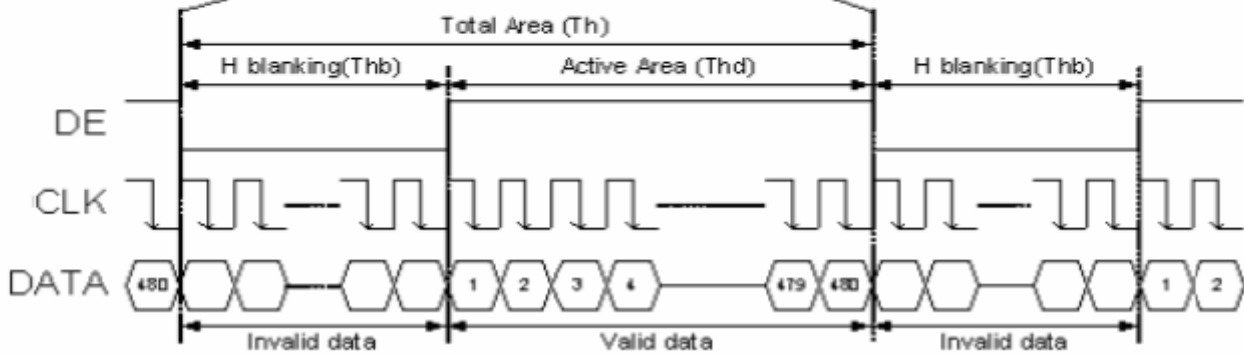 Total Area (Th)
H blanking(Thb) Active Area (Thd) H blanking(Thb)
DE
CLK
DATA 480 1 2 3 4 479 480 1 2
Invalid data Valid data Invalid data